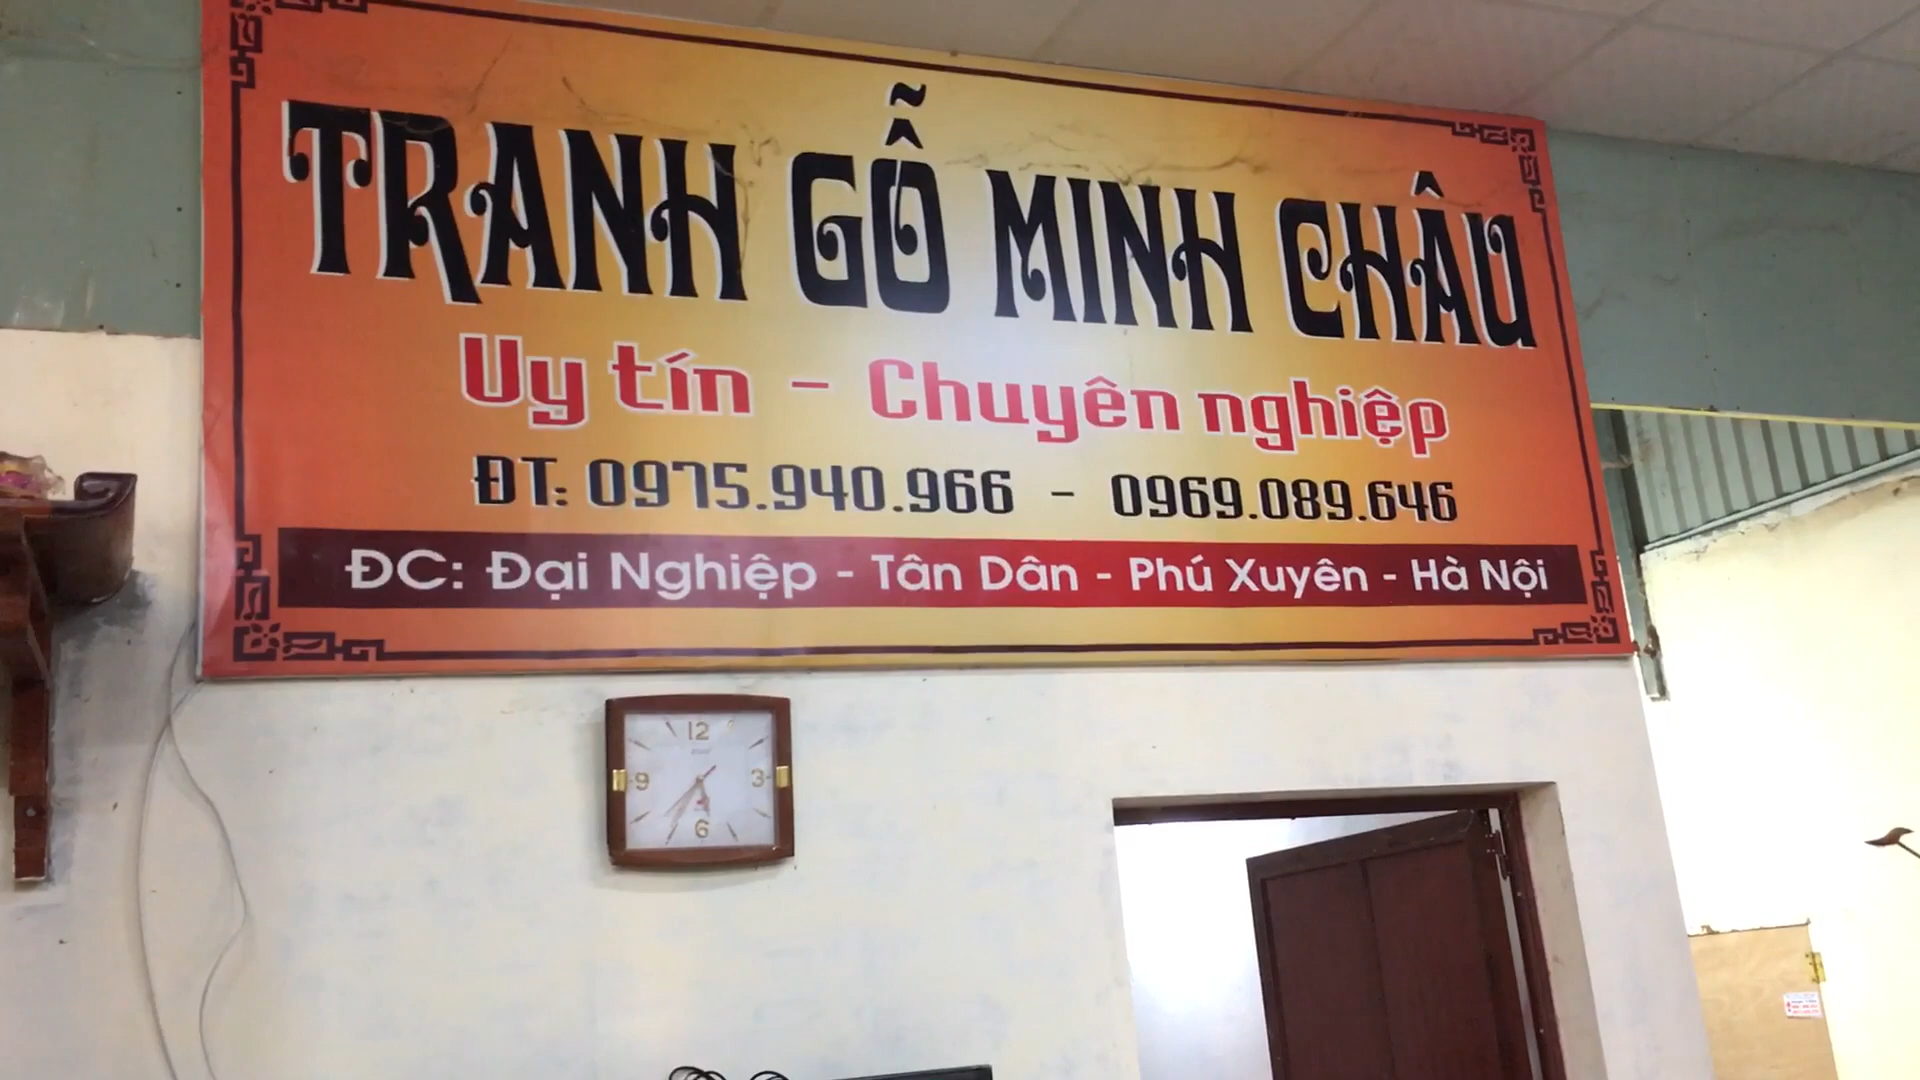 TRANH GỖ MINH CHÂU
Uy tín - Chuyên nghiệp
ĐT: 0975.940.966 - 0969.089.646
ĐC: Đại Nghiệp - Tân Dân - Phú Xuyên - Hà Nội
12
9 3
6